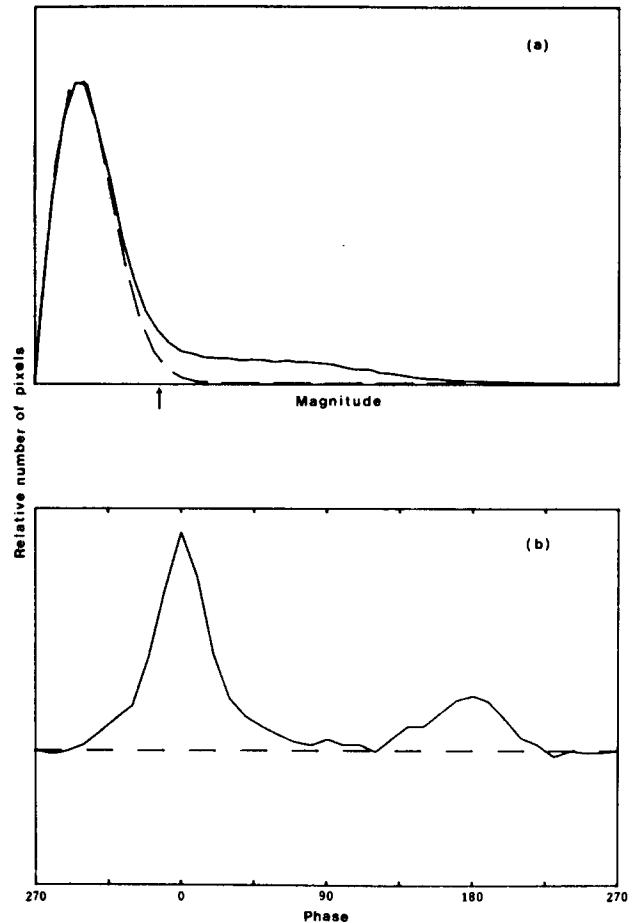 (a)
Magnitude
Relative number of pixels
(b)
270 0 90 180 270
Phase